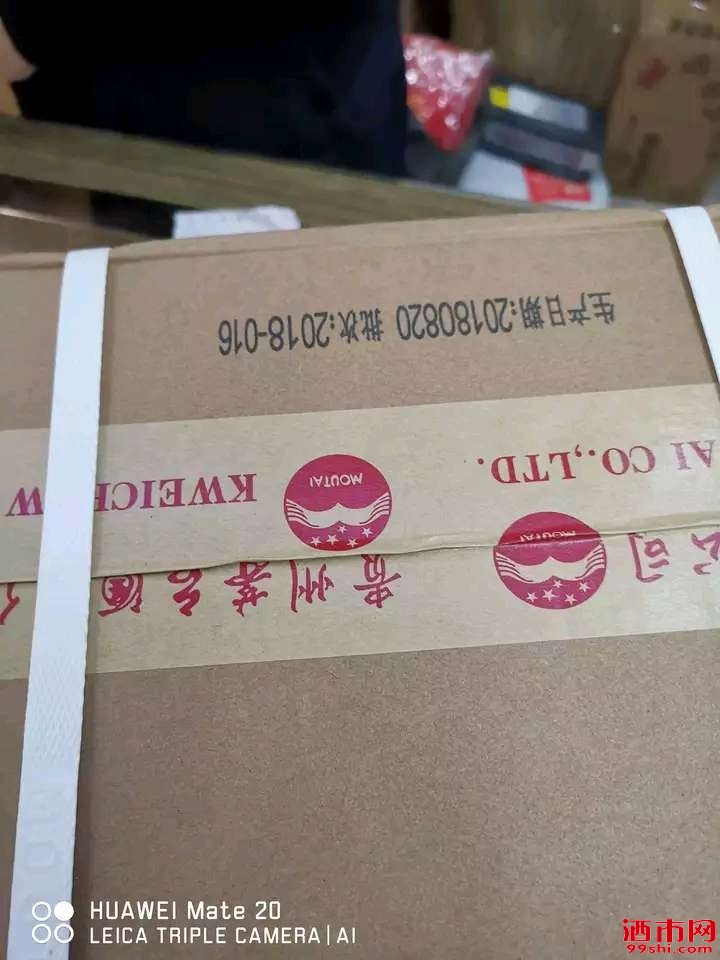 生产日期:20180820 批次:2018-016
AI CO.,LTD.
MOUTAI
KWEICH
W
公司
MOUTAI
贵州茅台酒
HUAWEI Mate 20
LEICA TRIPLE CAMERA|AI
酒市网
99shi.com